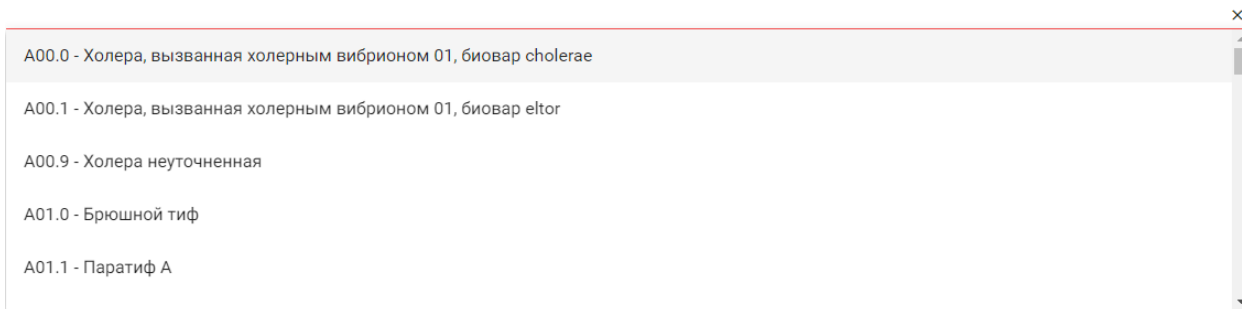 A00.0 - Холера, вызванная холерным вибрионом 01, биовар cholerae
A00.1 - Холера, вызванная холерным вибрионом 01, биовар eltor
A00.9 - Холера неуточненная
A01.0 - Брюшной тиф
A01.1 - Паратиф A